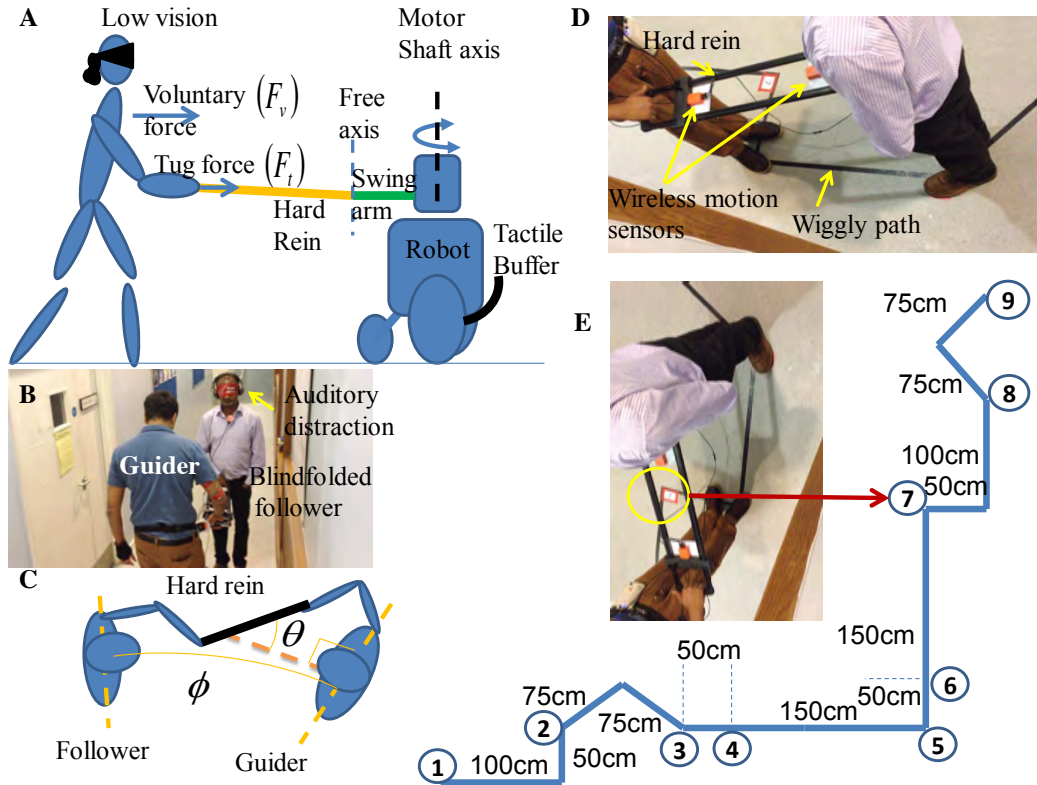 A
Low vision
Motor
Shaft axis
Voluntary (Fv)
force
Free
axis
Tug force (Ft)
Swing
arm
Hard
Rein
Robot
Tactile
Buffer
B
Auditory
distraction
Guider
Blindfolded
follower
C
Hard rein
θ
ϕ
Follower
Guider
D
Hard rein
Wireless motion
sensors
Wiggly path
E
75cm
9
75cm
8
100cm
50cm
7
150cm
50cm
6
50cm
75cm
2
75cm
150cm
1
100cm
50cm
3
4
5